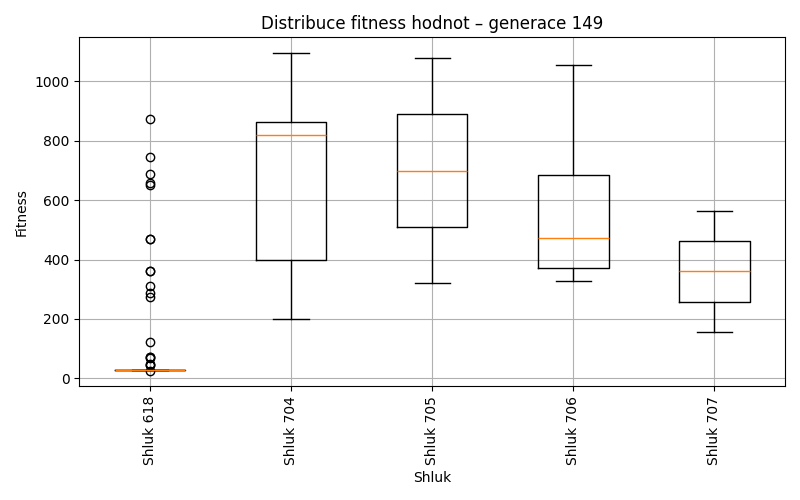 Distribuce fitness hodnot – generace 149
Fitness
1000
800
600
400
200
0
Shluk 618
Shluk 704
Shluk 705
Shluk 706
Shluk 707
Shluk